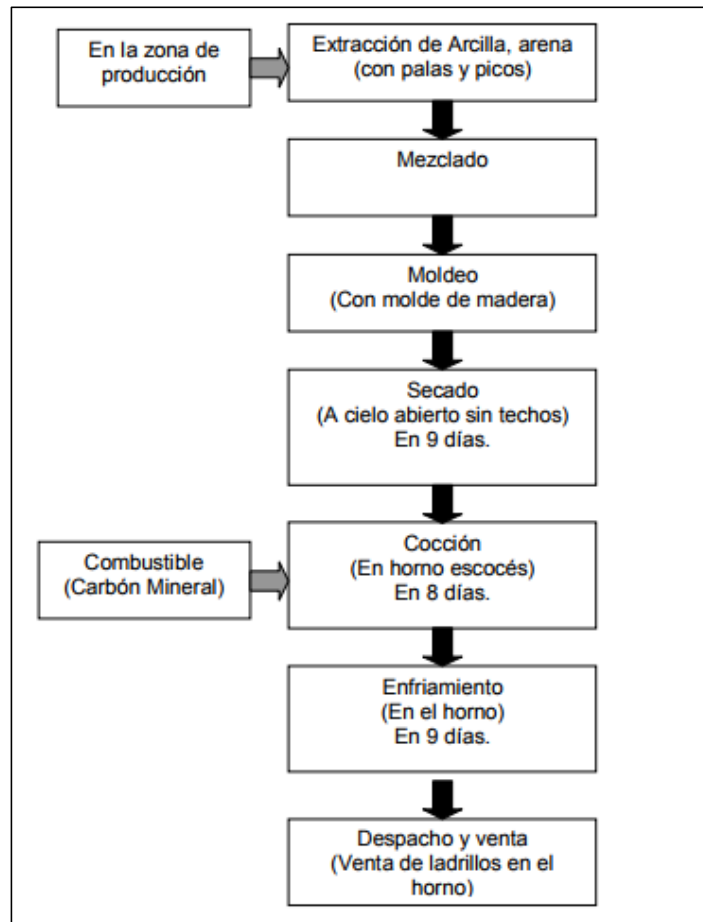 En la zona de
producción
Extracción de Arcilla, arena
(con palas y picos)
Mezclado
Moldeo
(Con molde de madera)
Secado
(A cielo abierto sin techos)
En 9 días.
Combustible
(Carbón Mineral)
Cocción
(En horno escocés)
En 8 días.
Enfriamiento
(En el horno)
En 9 días.
Despacho y venta
(Venta de ladrillos en el
horno)